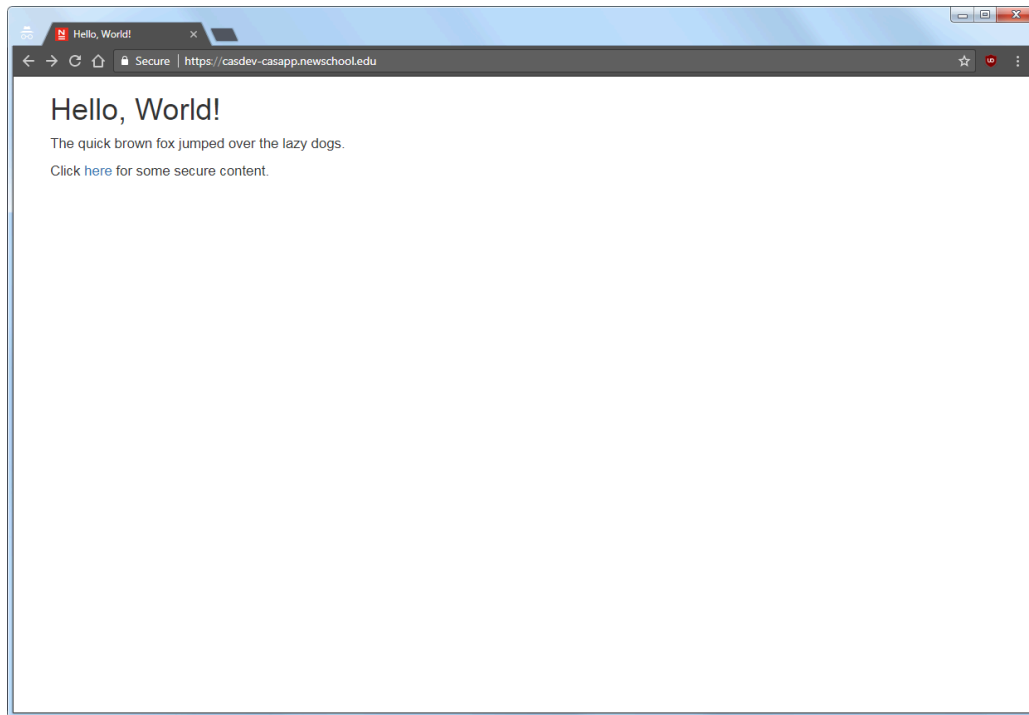 Hello, World!
Secure | https://casdev-casapp.newschool.edu
Hello, World!
The quick brown fox jumped over the lazy dogs.
Click here for some secure content.